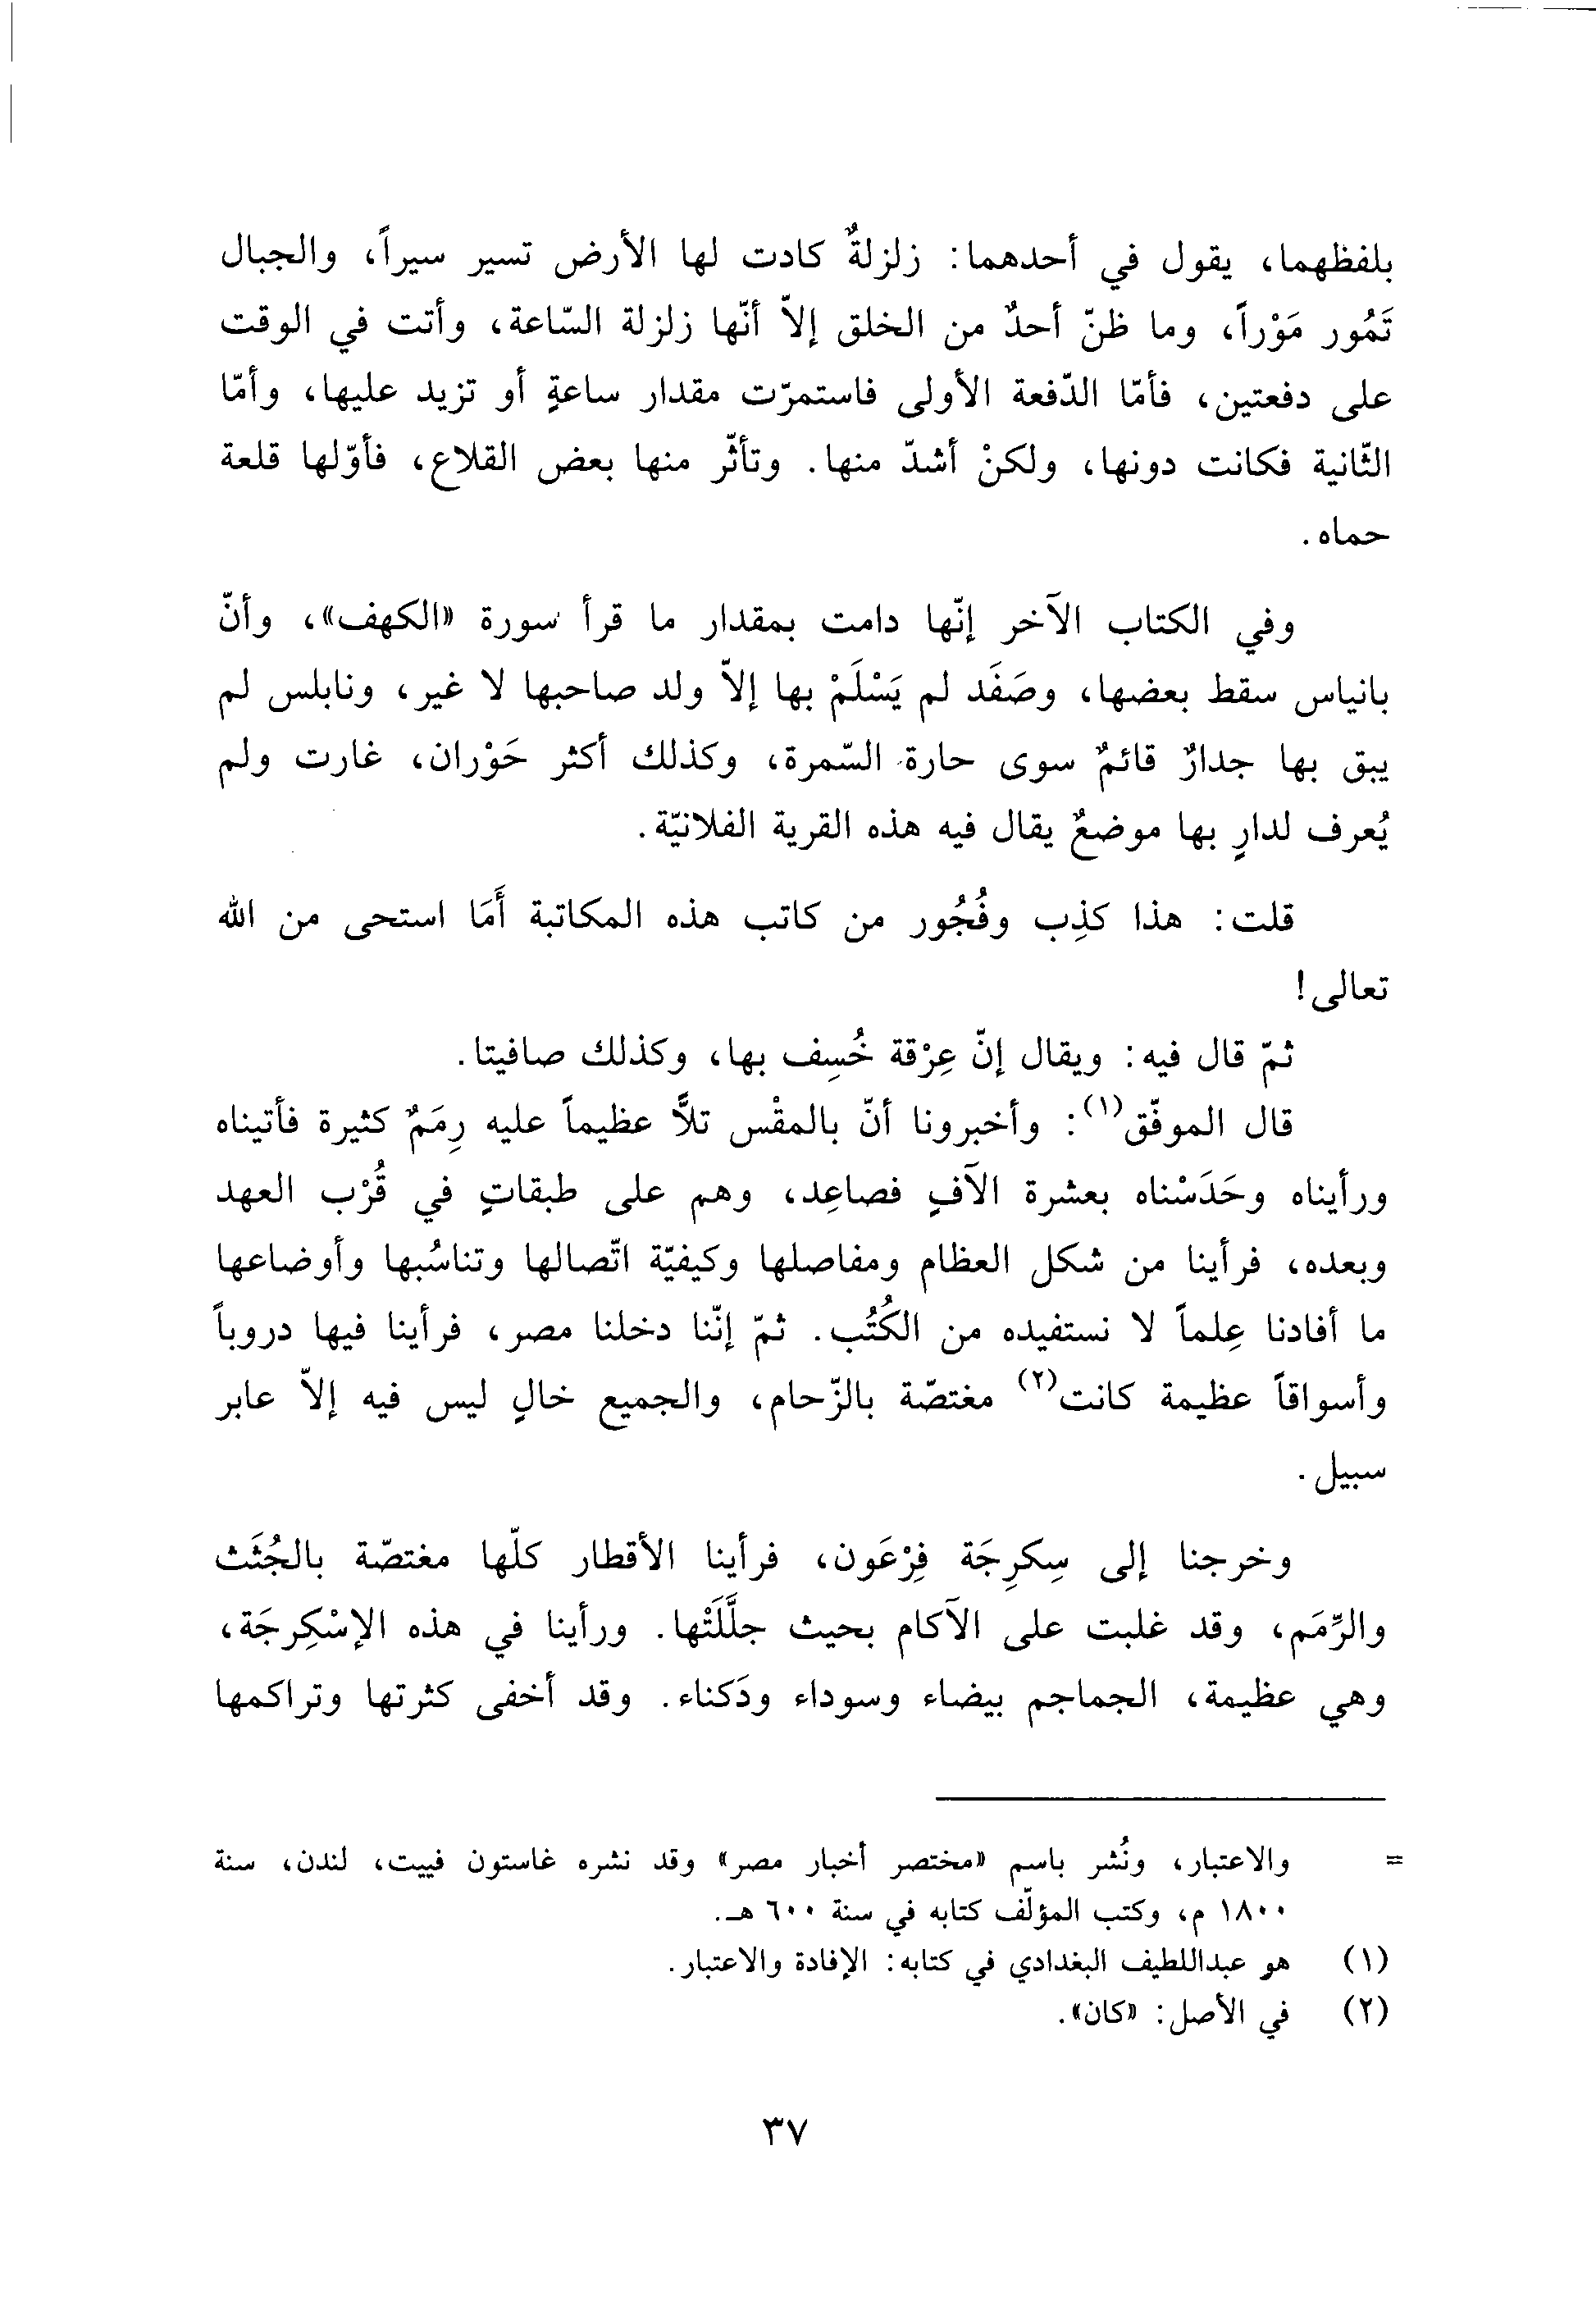 بلفظهما، يقول في أحدهما: زلزلةٌ كادت لها الأرض تسير سيراً، والجبال
تَمُور مَوْراً، وما ظنّ أحدٌ من الخلق إلاّ أنّها زلزلة السّاعة، وأتت في الوقت
على دفعتين، فأمّا الدّفعة الأولى فاستمرّت مقدار ساعةٍ أو تزيد عليها، وأمّا
الثّانية فكانت دونها، ولكنْ أشدّ منها. وتأثّر منها بعض القلاع، فأوّلها قلعة
حماه.
وفي الكتاب الآخر إنّها دامت بمقدار ما قرأ سورة «الكهف»، وأنّ
بانياس سقط بعضها، وصَفَد لم يَسْلَمْ بها إلاّ ولد صاحبها لا غير، ونابلس لم
يبق بها جدارٌ قائمٌ سوى حارة السّمرة، وكذلك أكثر حَوْران، غارت ولم
يُعرف لدارٍ بها موضعٌ يقال فيه هذه القرية الفلانيّة.
قلت: هذا كذِب وفُجُور من كاتب هذه المكاتبة أَمَا استحى من الله
تعالى!
ثمّ قال فيه: ويقال إنّ عِرْقة خُسِف بها، وكذلك صافيتا.
قال الموفّق(١): وأخبرونا أنّ بالمقْس تلاًّ عظيماً عليه رِمَمٌ كثيرة فأتيناه
ورأيناه وحَدَسْناه بعشرة الآفٍ فصاعِد، وهم على طبقاتٍ في قُرْب العهد
وبعده، فرأينا من شكل العظام ومفاصلها وكيفيّة اتّصالها وتناسُبها وأوضاعها
ما أفادنا عِلماً لا نستفيده من الكُتُب. ثمّ إنّنا دخلنا مصر، فرأينا فيها دروباً
وأسواقاً عظيمة كانت(٢) مغتصّة بالزّحام، والجميع خالٍ ليس فيه إلاّ عابر
سبيل.
وخرجنا إلى سِكرِجَة فِرْعَون، فرأينا الأقطار كلّها مغتصّة بالجُثَث
والرِّمَم، وقد غلبت على الآكام بحيث جلَّلَتْها. ورأينا في هذه الإسْكِرجَة،
وهي عظيمة، الجماجم بيضاء وسوداء ودَكناء. وقد أخفى كثرتها وتراكمها
= والاعتبار، ونُشر باسم «مختصر أخبار مصر» وقد نشره غاستون فييت، لندن، سنة
١٨٠٠ م، وكتب المؤلّف كتابه في سنة ٦٠٠ هـ.
(١) هو عبداللطيف البغدادي في كتابه: الإفادة والاعتبار.
(٢) في الأصل: «كان».
٣٧